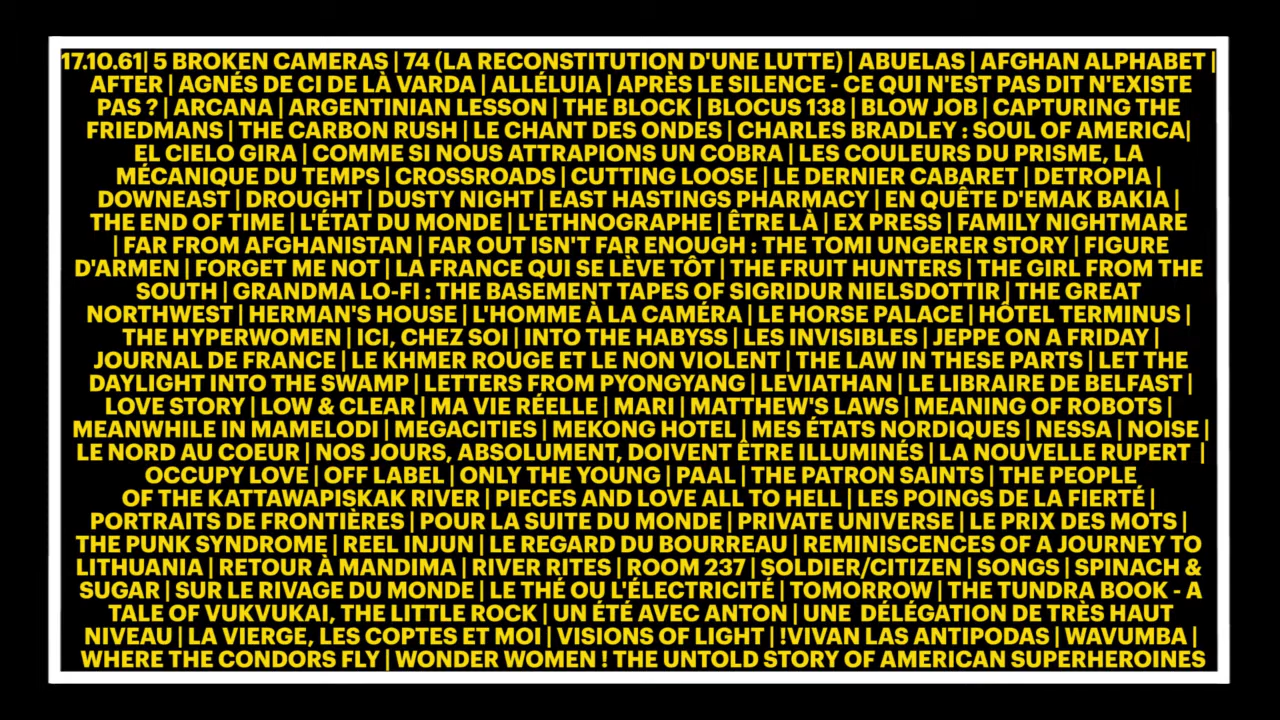 17.10.61| 5 BROKEN CAMERAS | 74 (LA RECONSTITUTION D'UNE LUTTE) | ABUELAS | AFGHAN ALPHABET |
AFTER | AGNÉS DE CI DE LÀ VARDA | ALLÉLUIA | APRÈS LE SILENCE - CE QUI N'EST PAS DIT N'EXISTE
PAS ? | ARCANA | ARGENTINIAN LESSON | THE BLOCK | BLOCUS 138 | BLOW JOB | CAPTURING THE
FRIEDMANS | THE CARBON RUSH | LE CHANT DES ONDES | CHARLES BRADLEY : SOUL OF AMERICA|
EL CIELO GIRA | COMME SI NOUS ATTRAPIONS UN COBRA | LES COULEURS DU PRISME, LA
MÉCANIQUE DU TEMPS | CROSSROADS | CUTTING LOOSE | LE DERNIER CABARET | DETROPIA |
DOWNEAST | DROUGHT | DUSTY NIGHT | EAST HASTINGS PHARMACY | EN QUÊTE D'EMAK BAKIA |
THE END OF TIME | L'ÉTAT DU MONDE | L'ETHNOGRAPHE | ÊTRE LÀ | EX PRESS | FAMILY NIGHTMARE
| FAR FROM AFGHANISTAN | FAR OUT ISN'T FAR ENOUGH : THE TOMI UNGERER STORY | FIGURE
D'ARMEN | FORGET ME NOT | LA FRANCE QUI SE LÈVE TÔT | THE FRUIT HUNTERS | THE GIRL FROM THE
SOUTH | GRANDMA LO-FI : THE BASEMENT TAPES OF SIGRIDUR NIELSDOTTIR | THE GREAT
NORTHWEST | HERMAN'S HOUSE | L'HOMME À LA CAMÉRA | LE HORSE PALACE | HÔTEL TERMINUS |
THE HYPERWOMEN | ICI, CHEZ SOI | INTO THE HABYSS | LES INVISIBLES | JEPPE ON A FRIDAY |
JOURNAL DE FRANCE | LE KHMER ROUGE ET LE NON VIOLENT | THE LAW IN THESE PARTS | LET THE
DAYLIGHT INTO THE SWAMP | LETTERS FROM PYONGYANG | LEVIATHAN | LE LIBRAIRE DE BELFAST |
LOVE STORY | LOW & CLEAR | MA VIE RÉELLE | MARI | MATTHEW'S LAWS | MEANING OF ROBOTS |
MEANWHILE IN MAMELODI | MEGACITIES | MEKONG HOTEL | MES ÉTATS NORDIQUES | NESSA | NOISE |
LE NORD AU COEUR | NOS JOURS, ABSOLUMENT, DOIVENT ÊTRE ILLUMINÉS | LA NOUVELLE RUPERT |
OCCUPY LOVE | OFF LABEL | ONLY THE YOUNG | PAAL | THE PATRON SAINTS | THE PEOPLE
OF THE KATTAWAPISKAK RIVER | PIECES AND LOVE ALL TO HELL | LES POINGS DE LA FIERTÉ |
PORTRAITS DE FRONTIÈRES | POUR LA SUITE DU MONDE | PRIVATE UNIVERSE | LE PRIX DES MOTS |
THE PUNK SYNDROME | REEL INJUN | LE REGARD DU BOURREAU | REMINISCENCES OF A JOURNEY TO
LITHUANIA | RETOUR À MANDIMA | RIVER RITES | ROOM 237 | SOLDIER/CITIZEN | SONGS | SPINACH &
SUGAR | SUR LE RIVAGE DU MONDE | LE THÉ OU L'ÉLECTRICITÉ | TOMORROW | THE TUNDRA BOOK - A
TALE OF VUKVUKAI, THE LITTLE ROCK | UN ÉTÉ AVEC ANTON | UNE DÉLÉGATION DE TRÈS HAUT
NIVEAU | LA VIERGE, LES COPTES ET MOI | VISIONS OF LIGHT | !VIVAN LAS ANTIPODAS | WAVUMBA |
WHERE THE CONDORS FLY | WONDER WOMEN ! THE UNTOLD STORY OF AMERICAN SUPERHEROINES